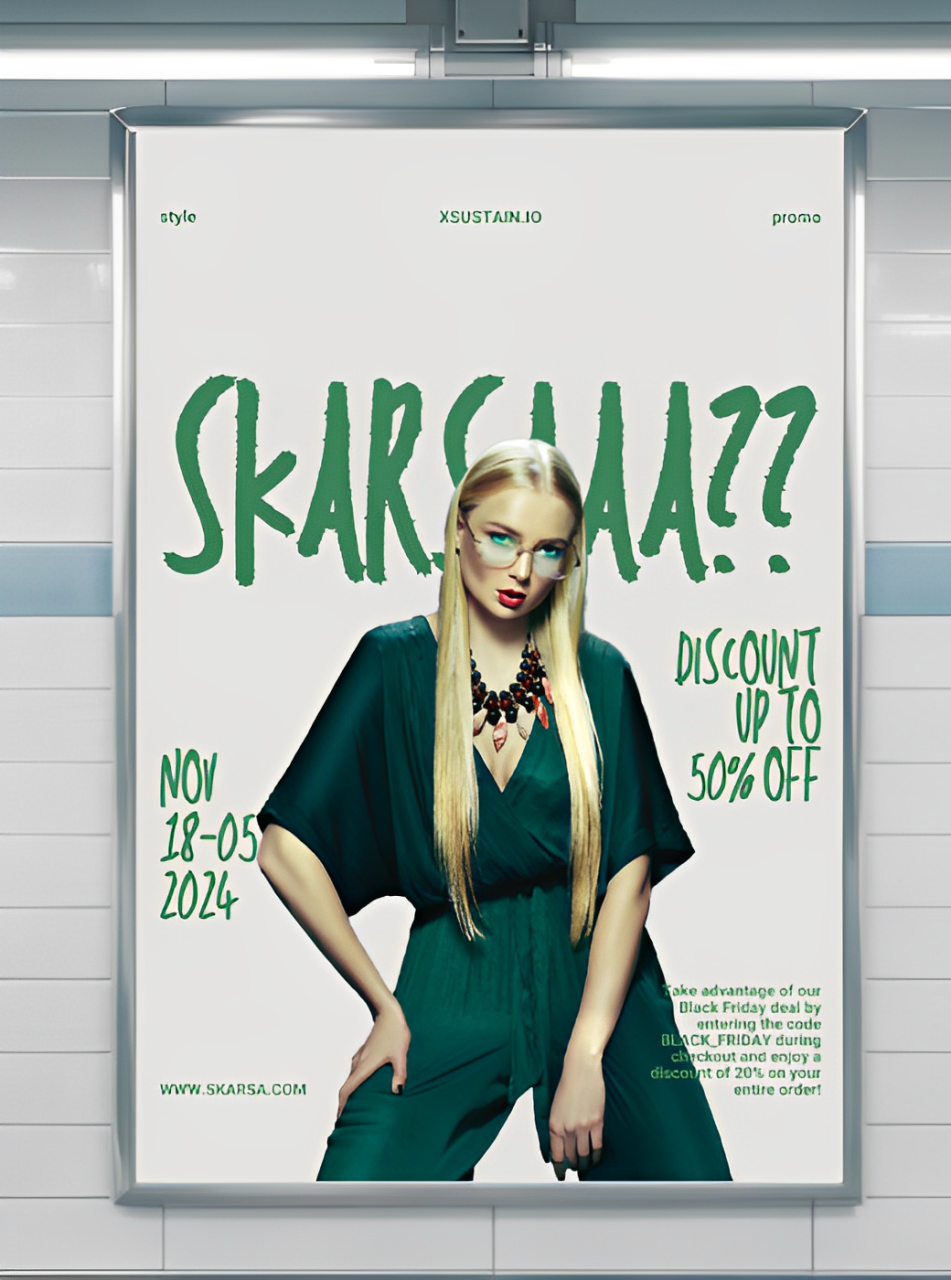 style
XSUSTAIN.IO
promo
SkARSAAA??
DISCOUNT
UP TO
50% OFF
NOV
18-05
2024
Take advantage of our
Black Friday deal by
entering the code
BLACK_FRIDAY during
checkout and enjoy a
discount of 20% on your
entire order!
WWW.SKARSA.COM